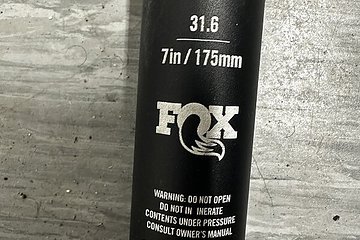 31.6
7in / 175mm
FOX
WARNING: DO NOT OPEN
DO NOT IN INERATE
CONTENTS UNDER PRESSURE
CONSULT OWNER'S MANUAL